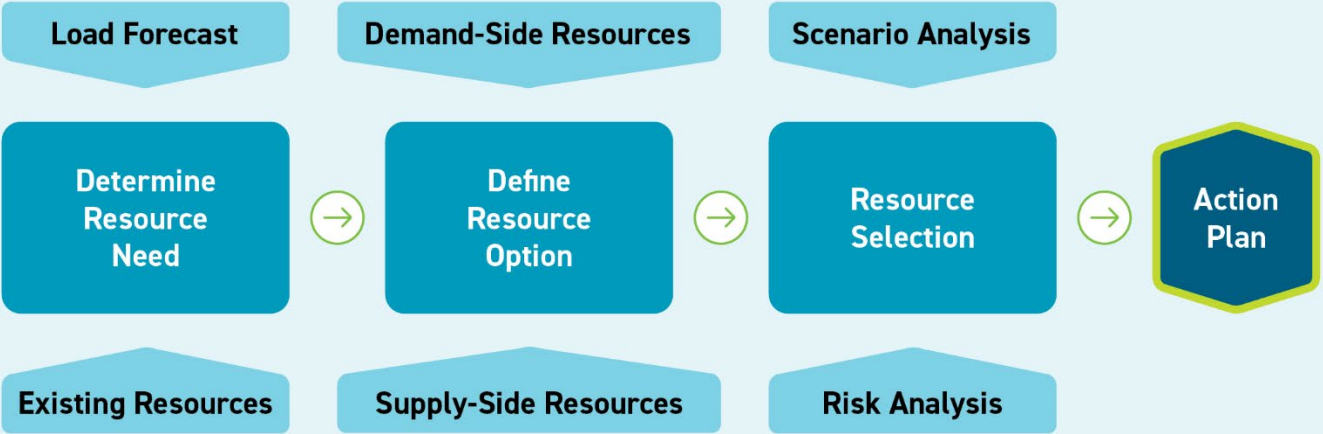 Load Forecast
Demand-Side Resources
Scenario Analysis
Determine
Resource
Need
Define
Resource
Option
Resource
Selection
Action
Plan
Existing Resources
Supply-Side Resources
Risk Analysis